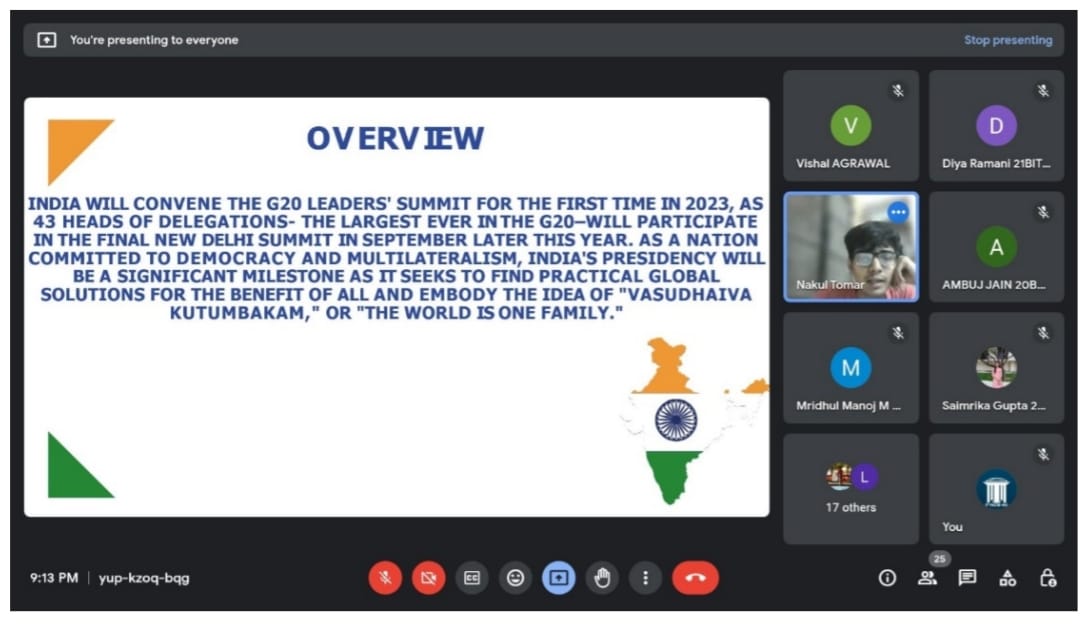 You're presenting to everyone
Stop presenting
OVERVIEW
INDIA WILL CONVENE THE G20 LEADERS' SUMMIT FOR THE FIRST TIME IN 2023, AS
43 HEADS OF DELEGATIONS- THE LARGEST EVER IN THE G20—WILL PARTICIPATE
IN THE FINAL NEW DELHI SUMMIT IN SEPTEMBER LATER THIS YEAR. AS A NATION
COMMITTED TO DEMOCRACY AND MULTILATERALISM, INDIA'S PRESIDENCY WILL
BE A SIGNIFICANT MILESTONE AS IT SEEKS TO FIND PRACTICAL GLOBAL
SOLUTIONS FOR THE BENEFIT OF ALL AND EMBODY THE IDEA OF "VASUDHAIVA
KUTUMBAKAM," OR "THE WORLD IS ONE FAMILY."
V
Vishal AGRAWAL
D
Diya Ramani 21BIT...
Nakul Tomar
A
AMBUJ JAIN 20B...
M
Mridhul Manoj M ...
Saimrika Gupta 2...
L
17 others
You
9:13 PM | yup-kzoq-bqg
CC
25